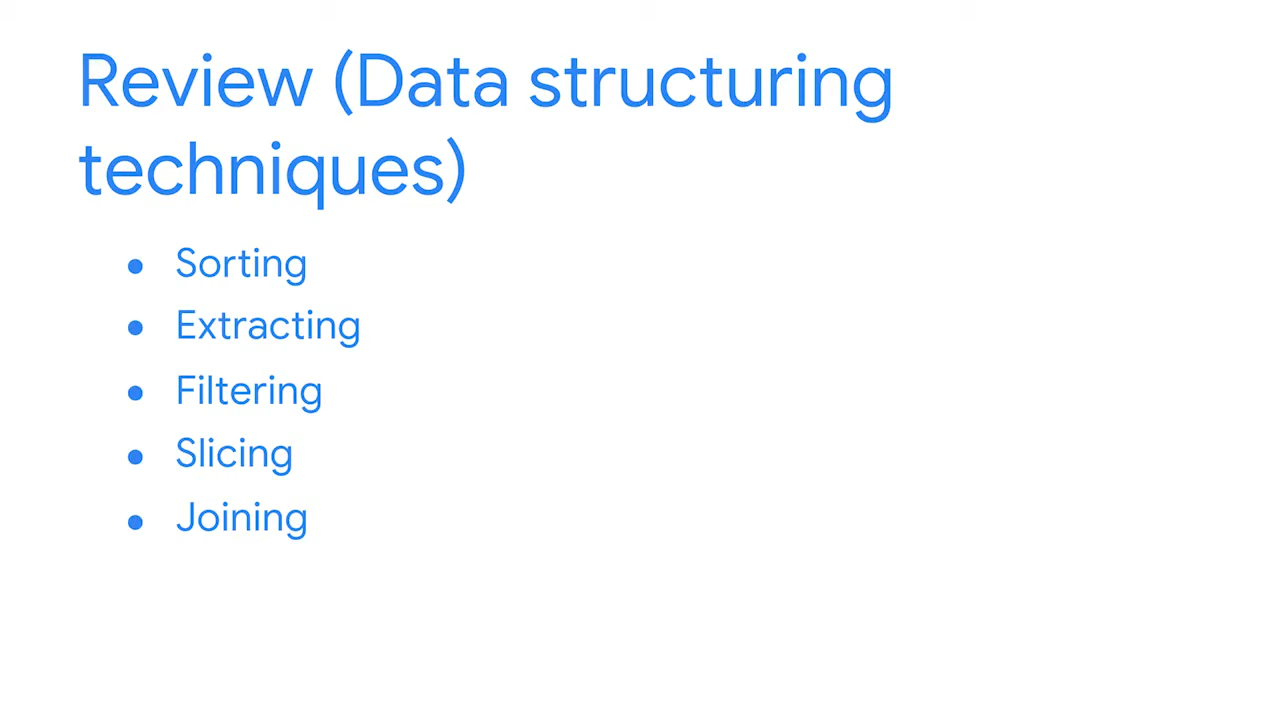 Review (Data structuring
techniques)
● Sorting
● Extracting
● Filtering
● Slicing
● Joining